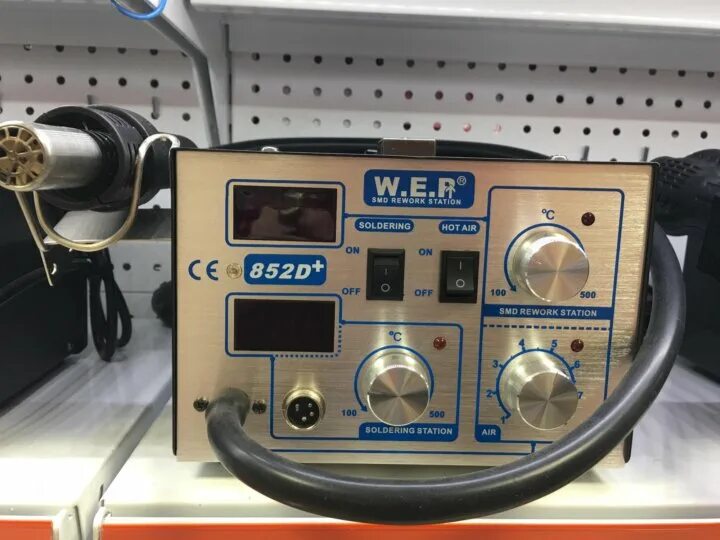 W.E.P®
SMD REWORK STATION
SOLDERING
HOT AIR
CE
852D+
ON
OFF
I
O
ON
OFF
I
O
°C
100
500
SMD REWORK STATION
°C
100
500
SOLDERING STATION
1
2
3
4
5
6
7
AIR